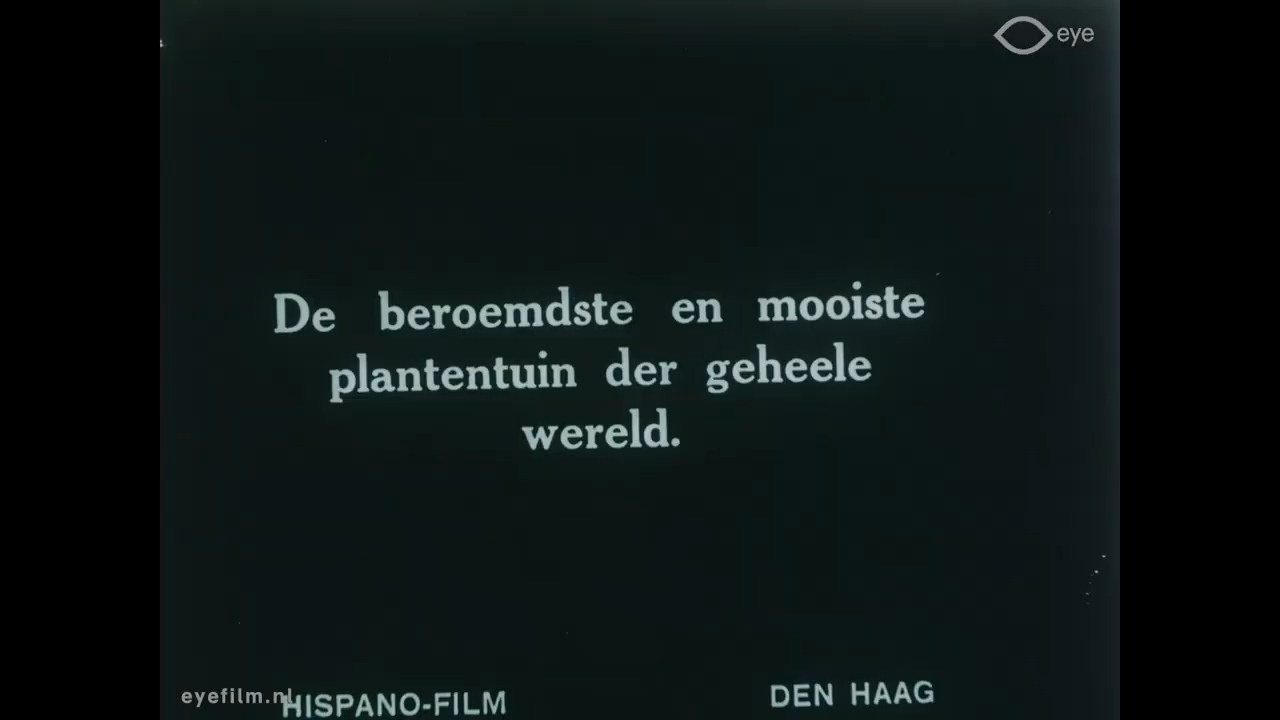 eye
De beroemdste en mooiste
plantentuin der geheele
wereld.
eyefilm.nl
HISPANO-FILM DEN HAAG